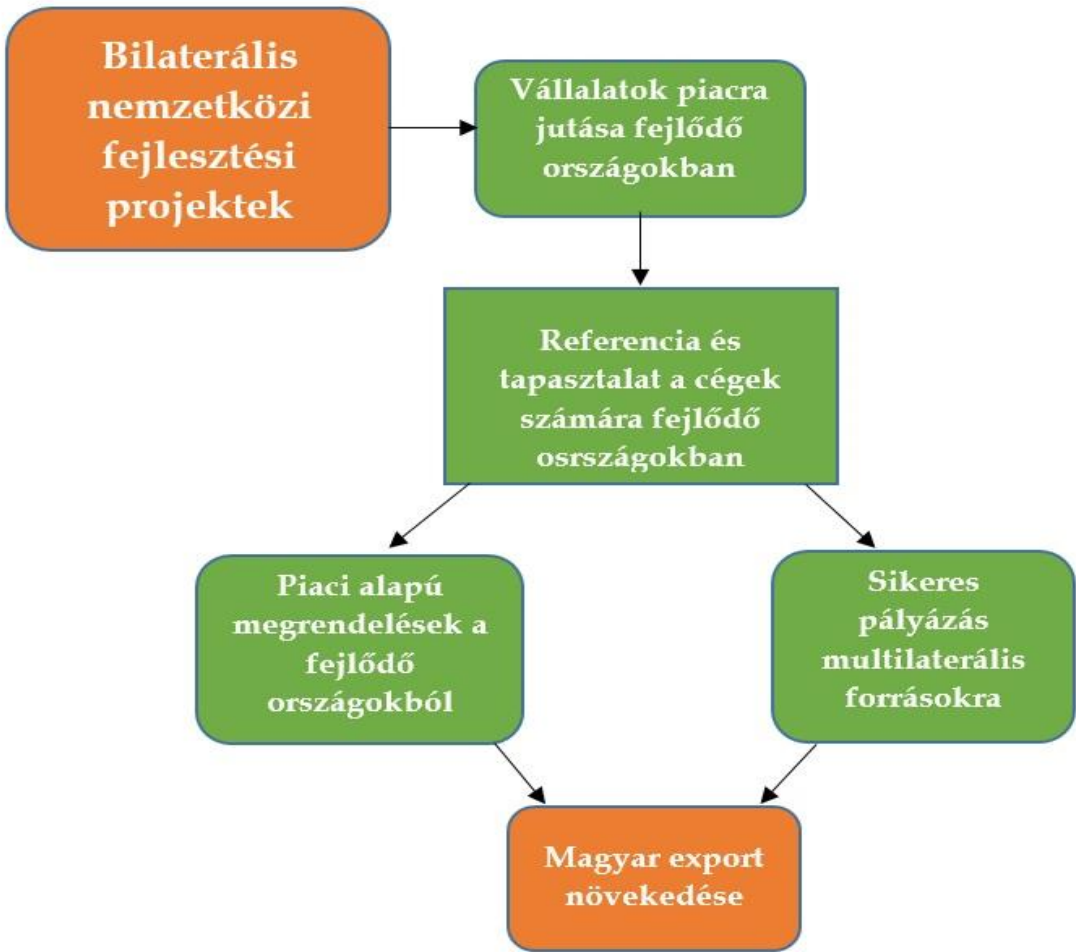 Bilaterális
nemzetközi
fejlesztési
projektek
Vállalatok piacra
jutása fejlődő
országokban
Referencia és
tapasztalat a cégek
számára fejlődő
osrszágokban
Piaci alapú
megrendelések a
fejlődő
országokból
Sikeres
pályázás
multilaterális
forrásokra
Magyar export
növekedése